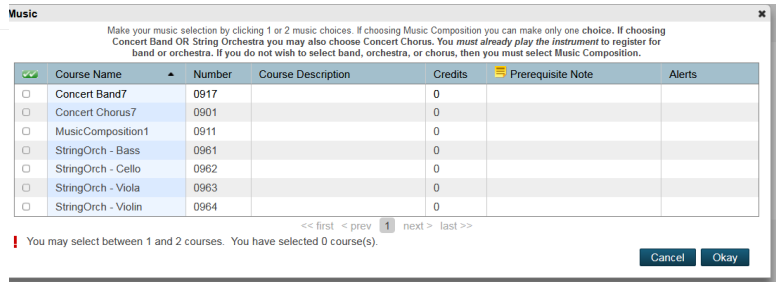 Music
Make your music selection by clicking 1 or 2 music choices. If choosing Music Composition you can make only one choice. If choosing
Concert Band OR String Orchestra you may also choose Concert Chorus. You must already play the instrument to register for
band or orchestra. If you do not wish to select band, orchestra, or chorus, then you must select Music Composition.
Course Name Number Course Description Credits Prerequisite Note Alerts
Concert Band7 0917 0
Concert Chorus7 0901 0
MusicComposition1 0911 0
StringOrch - Bass 0961 0
StringOrch - Cello 0962 0
StringOrch - Viola 0963 0
StringOrch - Violin 0964 0
<< first < prev 1 next > last >>
! You may select between 1 and 2 courses. You have selected 0 course(s).
Cancel Okay